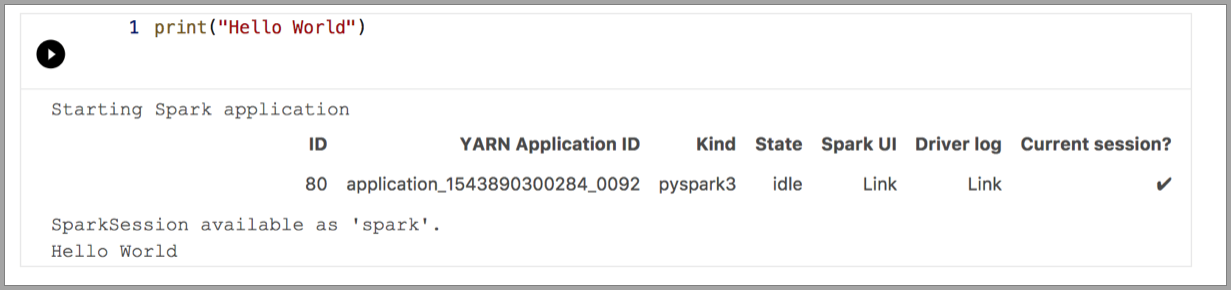 1 print("Hello World")
Starting Spark application
ID YARN Application ID Kind State Spark UI Driver log Current session?
80 application_1543890300284_0092 pyspark3 idle Link Link ✔
SparkSession available as 'spark'.
Hello World